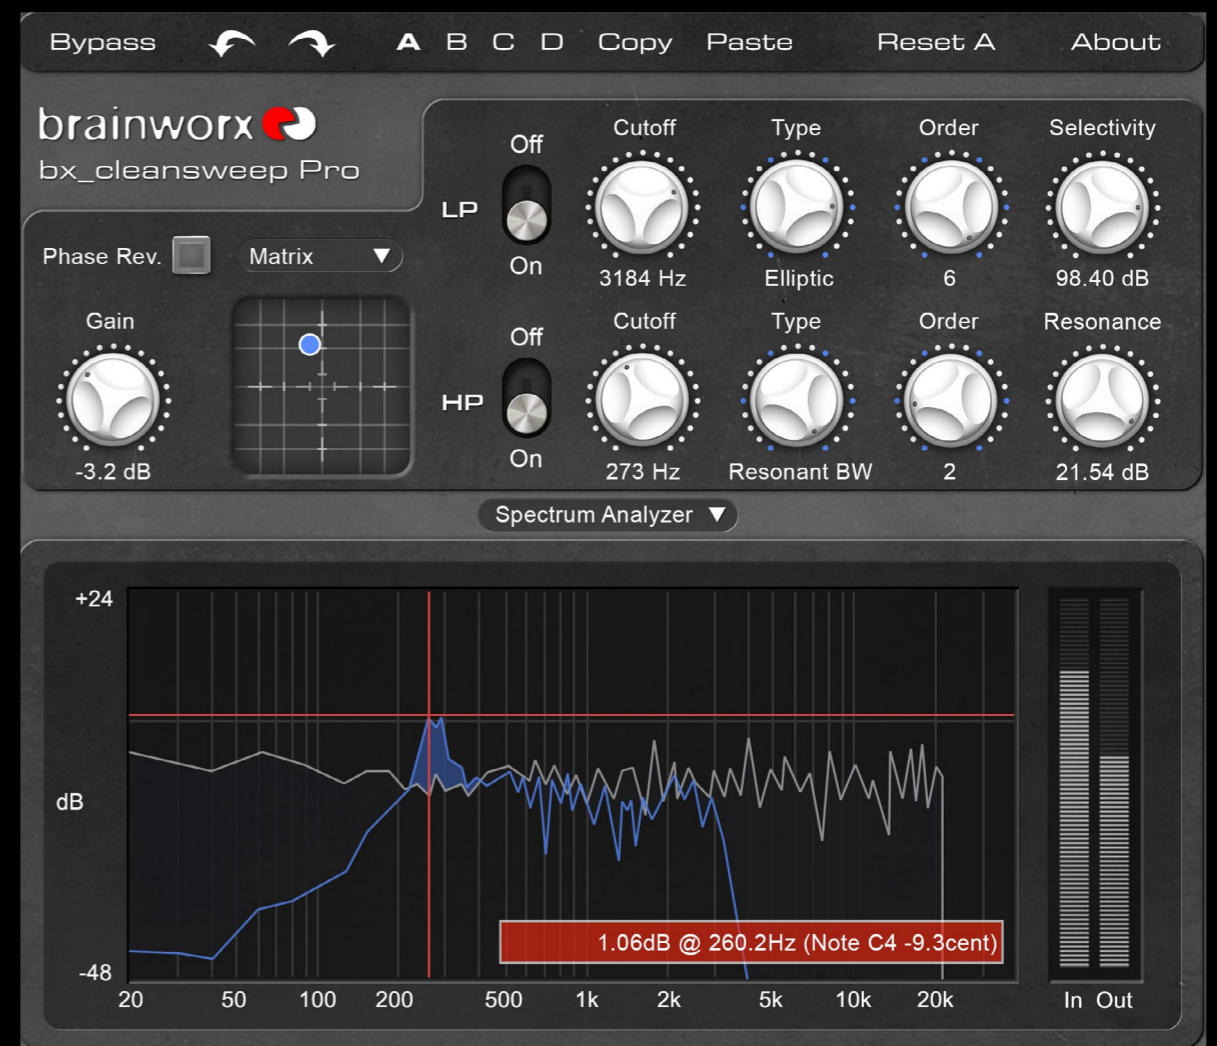 Bypass A B C D Copy Paste Reset A About
brainworx
bx_cleansweep Pro
Phase Rev. Matrix
Gain
-3.2 dB
LP
Off
On
Cutoff
3184 Hz
Type
Elliptic
Order
6
Selectivity
98.40 dB
HP
Off
On
Cutoff
273 Hz
Type
Resonant BW
Order
2
Resonance
21.54 dB
Spectrum Analyzer
+24
dB
-48
1.06dB @ 260.2Hz (Note C4 -9.3cent)
20 50 100 200 500 1k 2k 5k 10k 20k
In Out